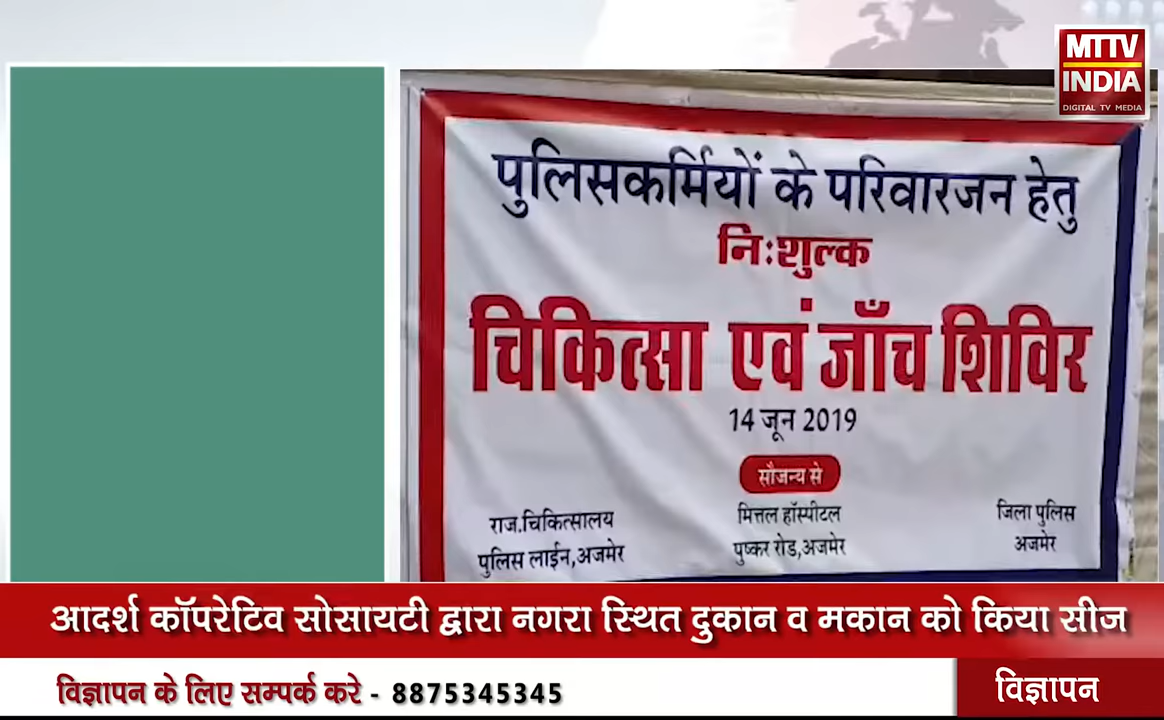 MTTV
INDIA
DIGITAL TV MEDIA
पुलिसकर्मियों के परिवारजन हेतु
निःशुल्क
चिकित्सा एवं जाँच शिविर
14 जून 2019
सौजन्य से
राज.चिकित्सालय
पुलिस लाईन,अजमेर
मित्तल हॉस्पीटल
पुष्कर रोड,अजमेर
जिला पुलिस
अजमेर
आदर्श कॉपरेटिव सोसायटी द्वारा नगरा स्थित दुकान व मकान को किया सीज
विज्ञापन के लिए सम्पर्क करे - 8875345345
विज्ञापन